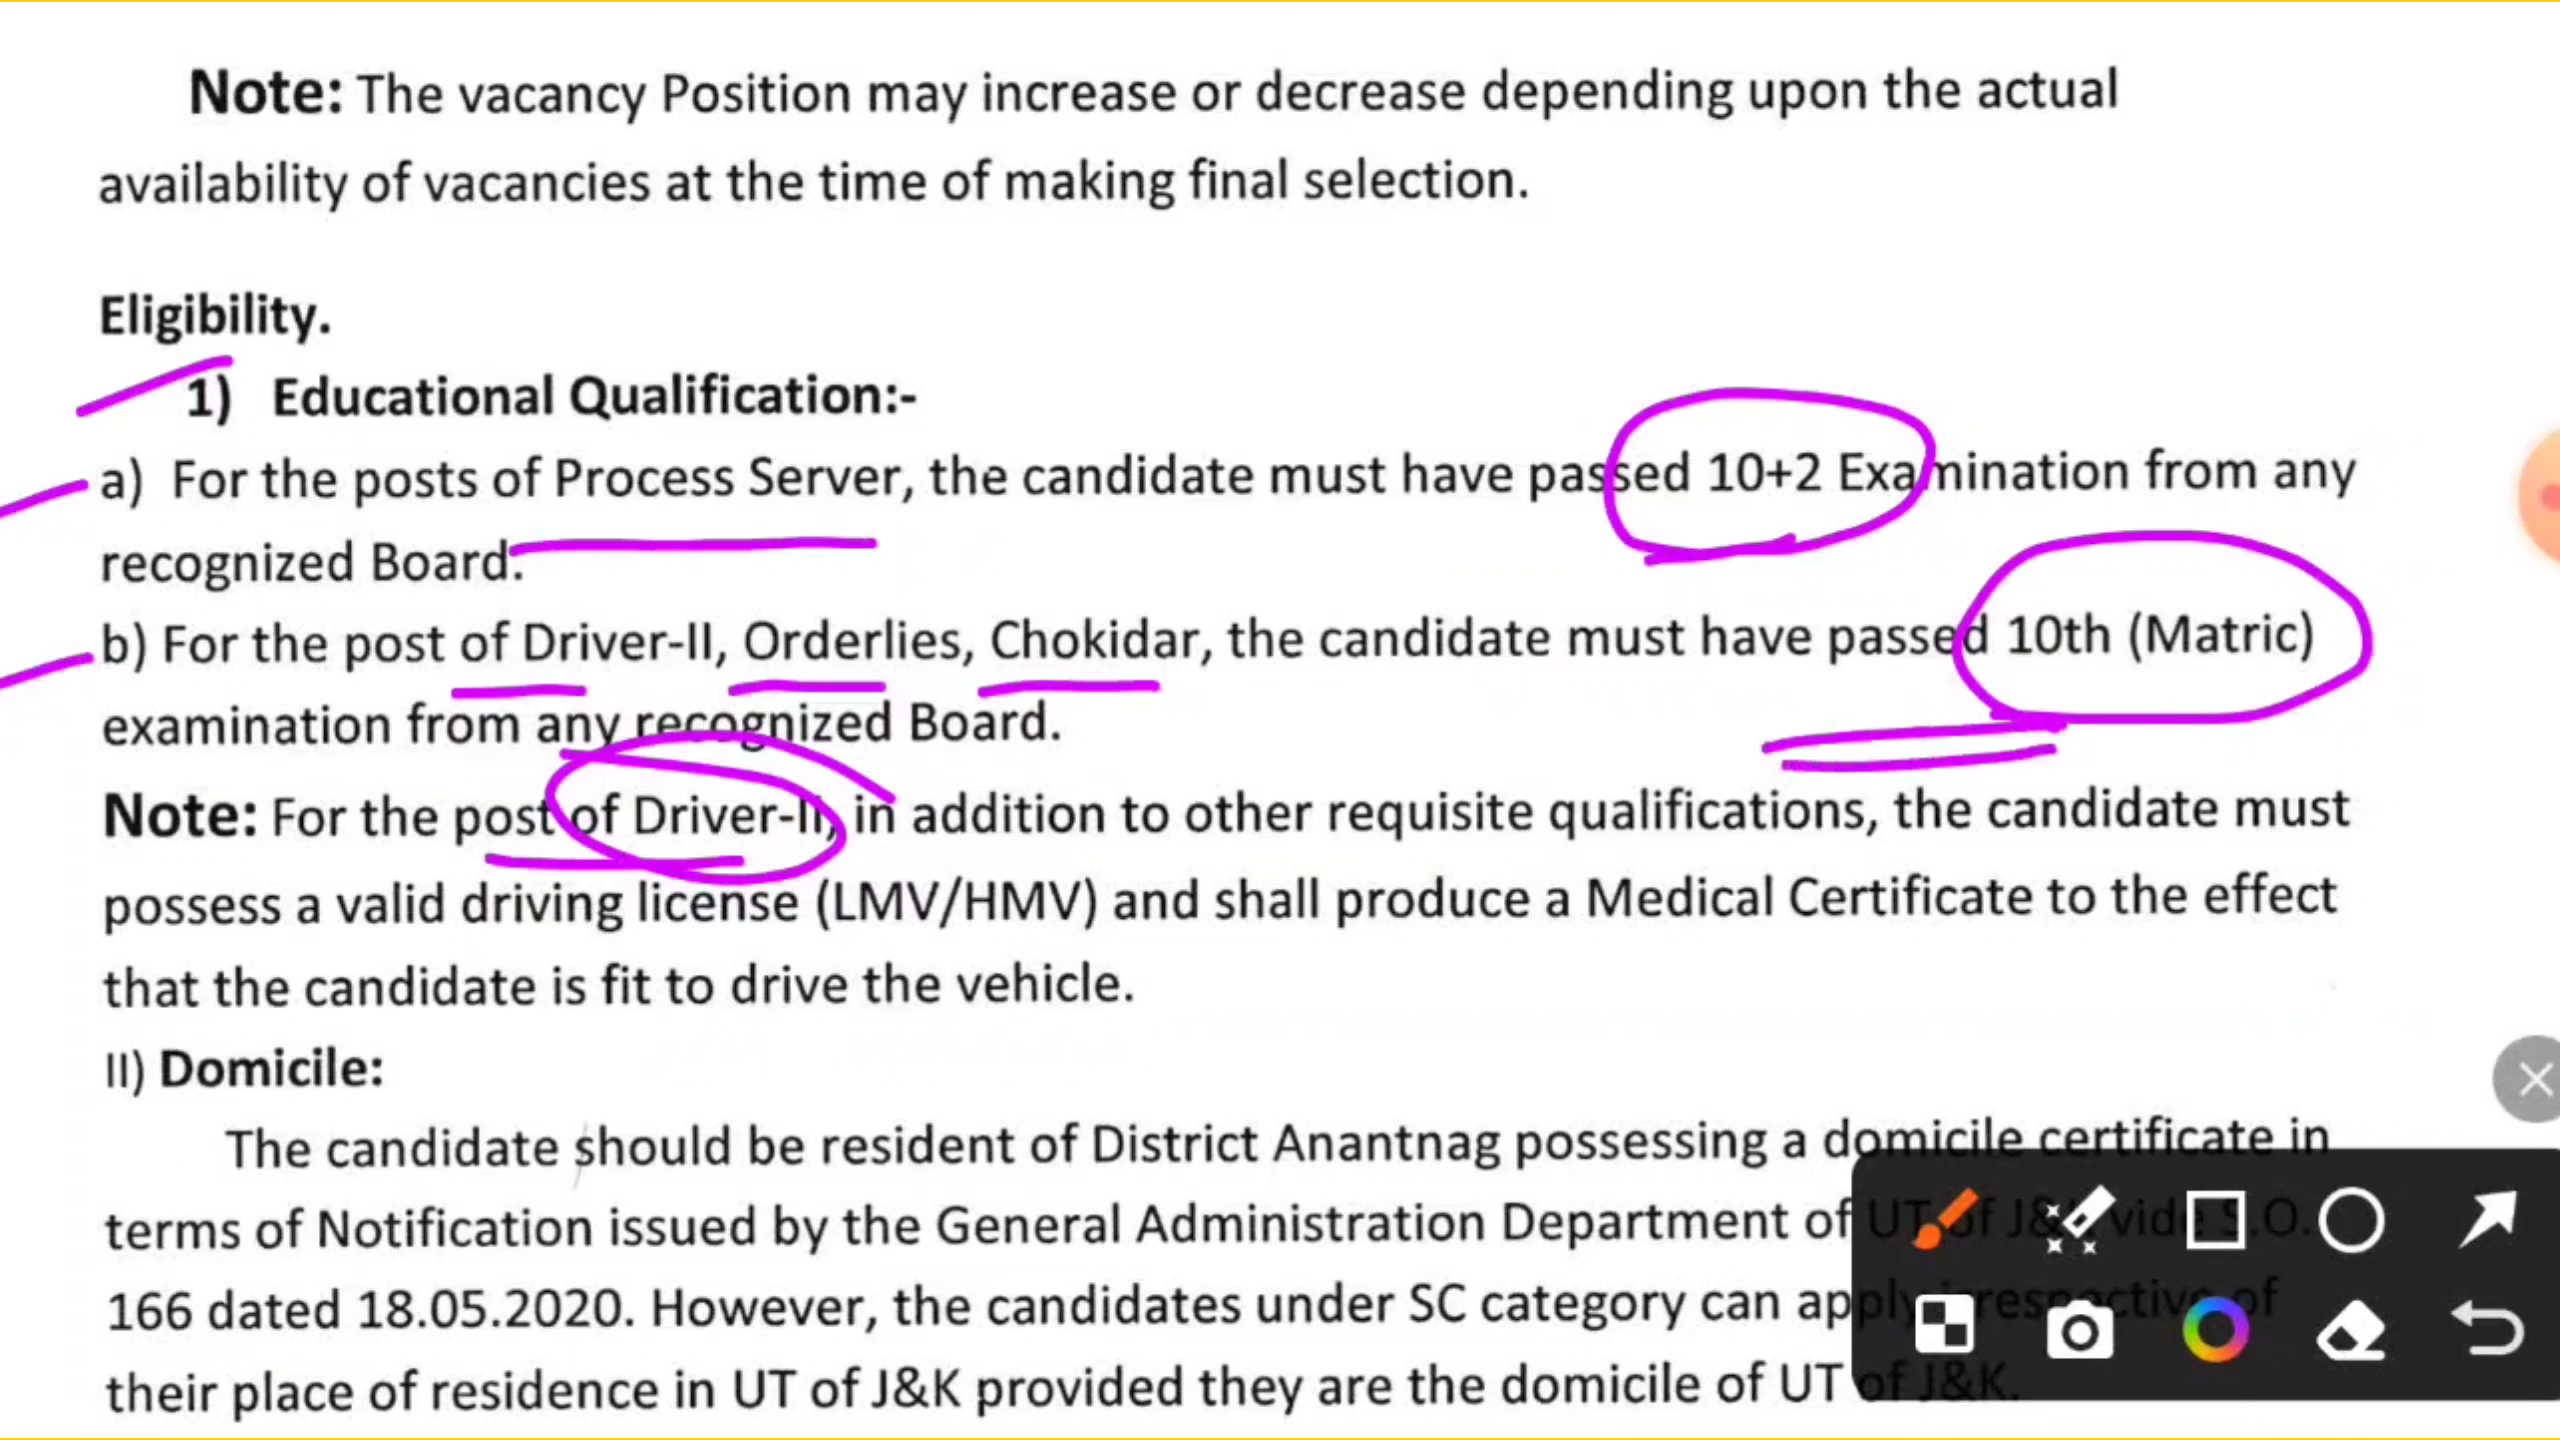 Note: The vacancy Position may increase or decrease depending upon the actual
availability of vacancies at the time of making final selection.
Eligibility.
1) Educational Qualification:-
a) For the posts of Process Server, the candidate must have passed 10+2 Examination from any
recognized Board.
b) For the post of Driver-II, Orderlies, Chokidar, the candidate must have passed 10th (Matric)
examination from any recognized Board.
Note: For the post of Driver-II, in addition to other requisite qualifications, the candidate must
possess a valid driving license (LMV/HMV) and shall produce a Medical Certificate to the effect
that the candidate is fit to drive the vehicle.
II) Domicile:
The candidate should be resident of District Anantnag possessing a domicile certificate in
terms of Notification issued by the General Administration Department of UT of J&K vide S.O.
166 dated 18.05.2020. However, the candidates under SC category can apply irrespective of
their place of residence in UT of J&K provided they are the domicile of UT of J&K.